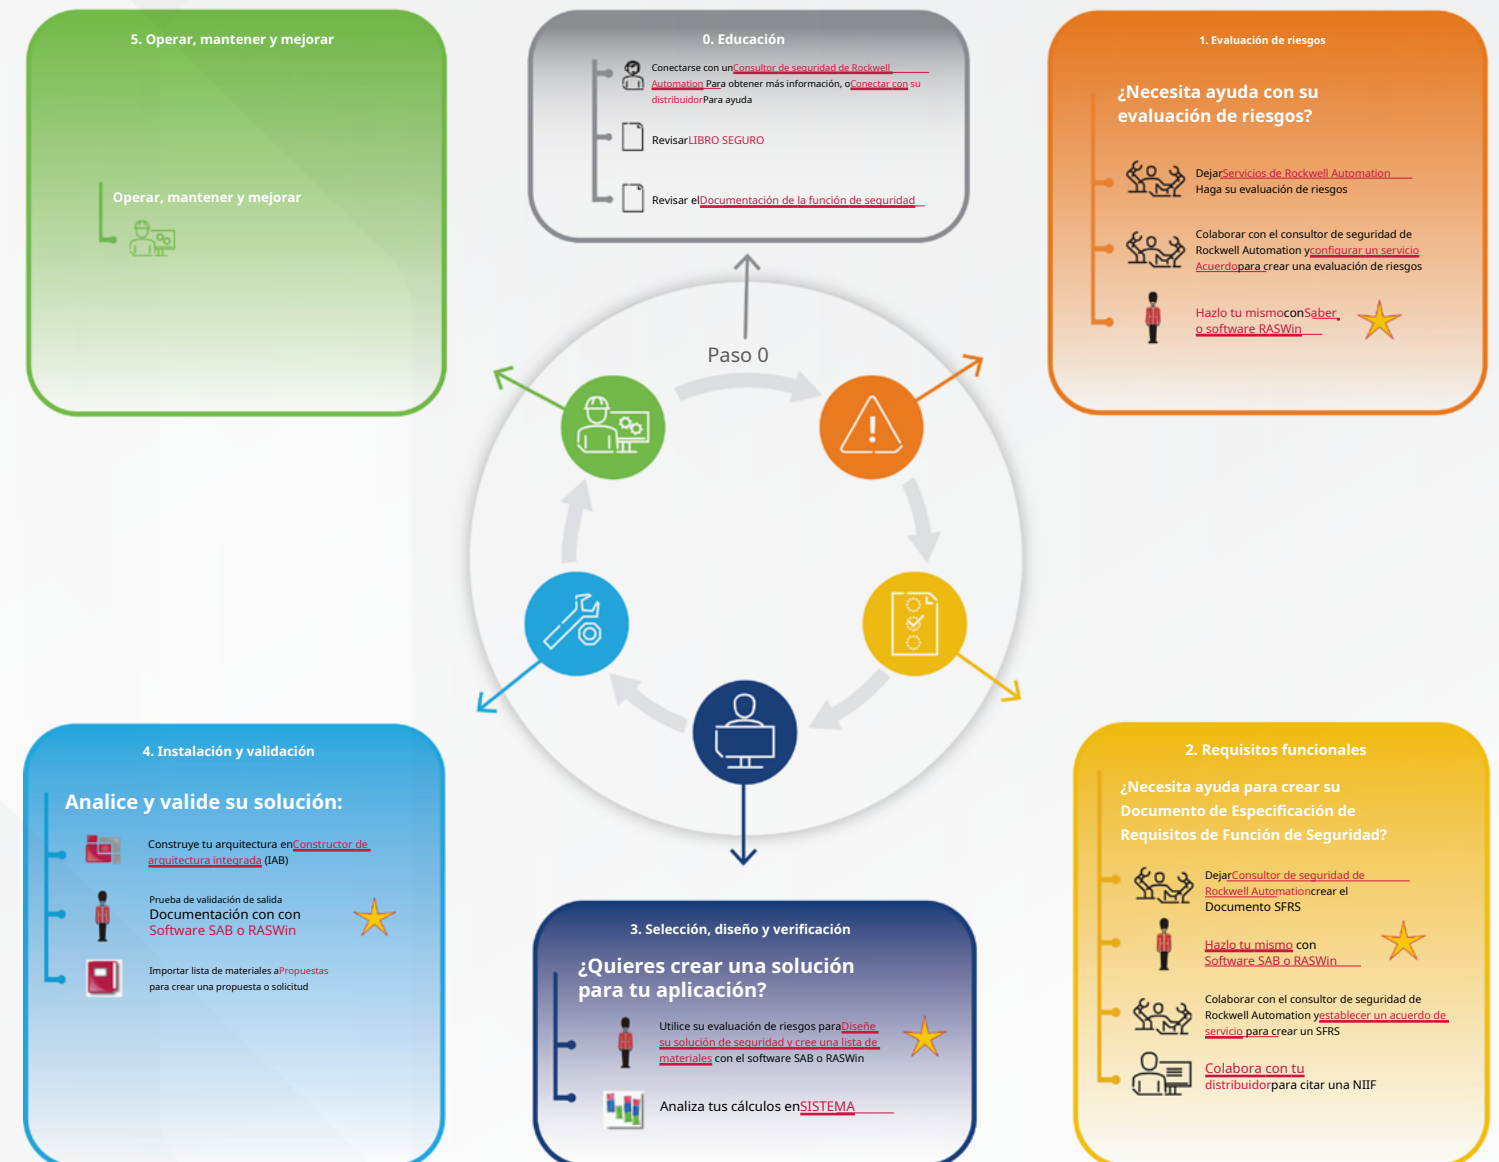 5. Operar, mantener y mejorar
Operar, mantener y mejorar
0. Educación
Conectarse con unConsultor de seguridad de Rockwell
Automation Para obtener más información, oConectar con su
distribuidorPara ayuda
RevisarLIBRO SEGURO
Revisar elDocumentación de la función de seguridad
1. Evaluación de riesgos
¿Necesita ayuda con su
evaluación de riesgos?
DejarServicios de Rockwell Automation
Haga su evaluación de riesgos
Colaborar con el consultor de seguridad de
Rockwell Automation yconfigurar un servicio
Acuerdopara crear una evaluación de riesgos
Hazlo tu mismoconSaber
o software RASWin
Paso 0
4. Instalación y validación
Analice y valide su solución:
Construye tu arquitectura enConstructor de
arquitectura integrada (IAB)
Prueba de validación de salida
Documentación con con
Software SAB o RASWin
Importar lista de materiales aPropuestas
para crear una propuesta o solicitud
3. Selección, diseño y verificación
¿Quieres crear una solución
para tu aplicación?
Utilice su evaluación de riesgos paraDiseñe
su solución de seguridad y cree una lista de
materiales con el software SAB o RASWin
Analiza tus cálculos enSISTEMA
2. Requisitos funcionales
¿Necesita ayuda para crear su
Documento de Especificación de
Requisitos de Función de Seguridad?
DejarConsultor de seguridad de
Rockwell Automationcrear el
Documento SFRS
Hazlo tu mismo con
Software SAB o RASWin
Colaborar con el consultor de seguridad de
Rockwell Automation yestablecer un acuerdo de
servicio para crear un SFRS
Colabora con tu
distribuidorpara citar una NIIF